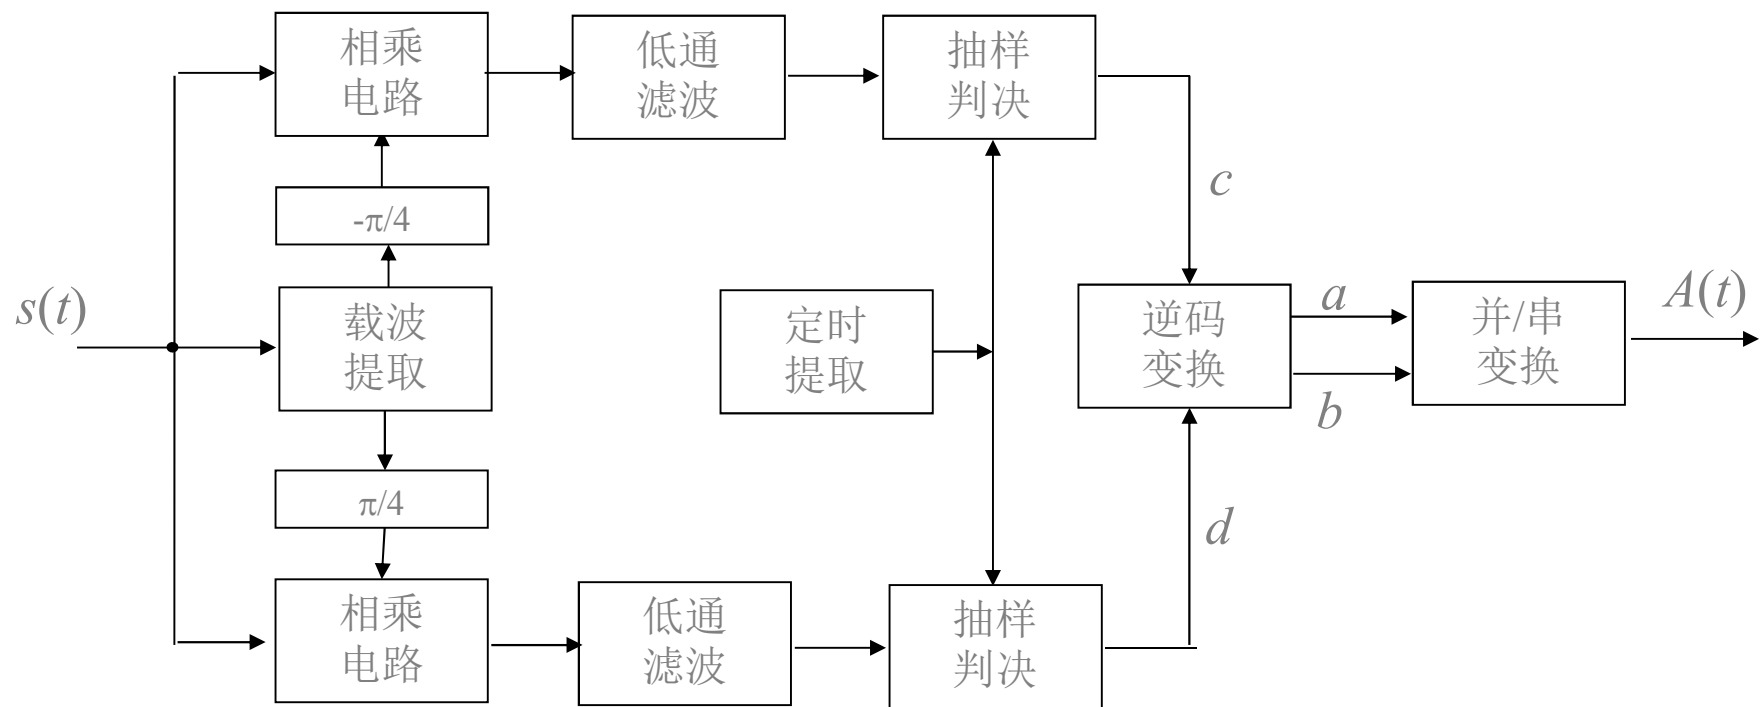 相乘
电路
低通
滤波
抽样
判决
c
-π/4
s(t)
载波
提取
定时
提取
逆码
变换
a
b
并/串
变换
A(t)
π/4
d
相乘
电路
低通
滤波
抽样
判决